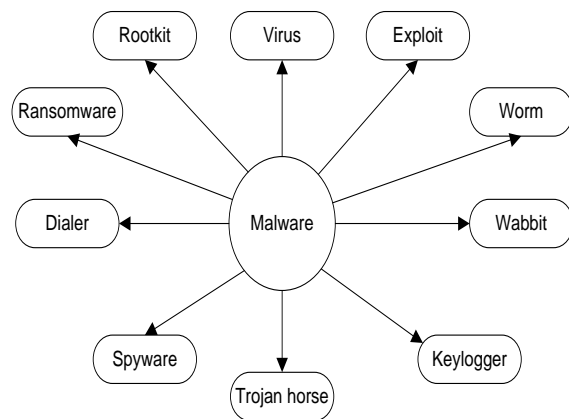 Rootkit
Virus
Exploit
Ransomware
Worm
Dialer
Malware
Wabbit
Spyware
Trojan horse
Keylogger